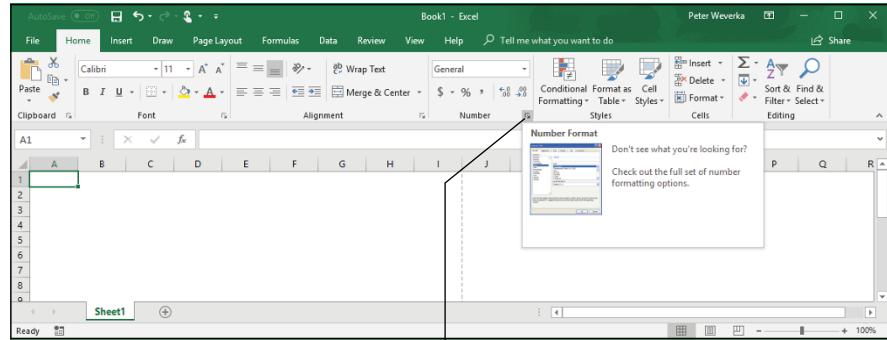 AutoSave Off Book1 - Excel Peter Weverka
File Home Insert Draw Page Layout Formulas Data Review View Help Tell me what you want to do Share
Calibri 11 A A Wrap Text General Insert
Paste B I U A Merge & Center $ % , Conditional Format as Cell Delete Sort & Find &
Formatting Table Styles Format Filter Select
Clipboard Font Alignment Number Styles Cells Editing
A1 fx
Number Format
Don't see what you're looking for?
Check out the full set of number
formatting options.
A B C D E F G H I J P Q R
1
2
3
4
5
6
7
8
9
Sheet1
Ready 100%